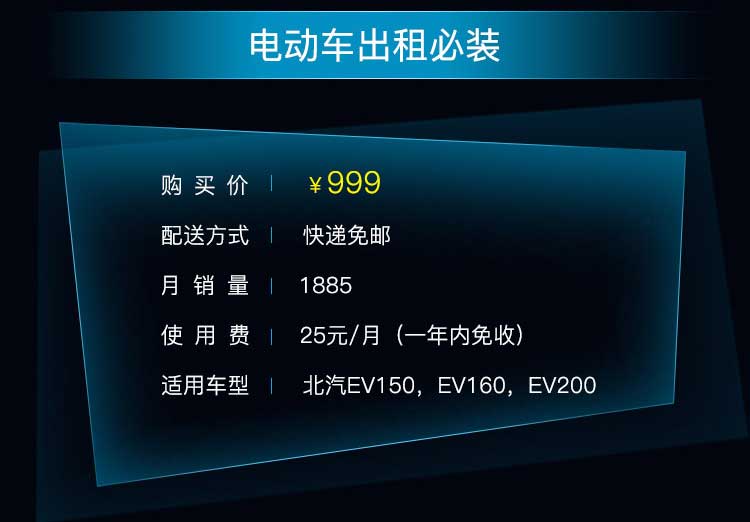 电动车出租必装
购买价 ¥999
配送方式 快递免邮
月销量 1885
使用费 25元/月（一年内免收）
适用车型 北汽EV150，EV160，EV200